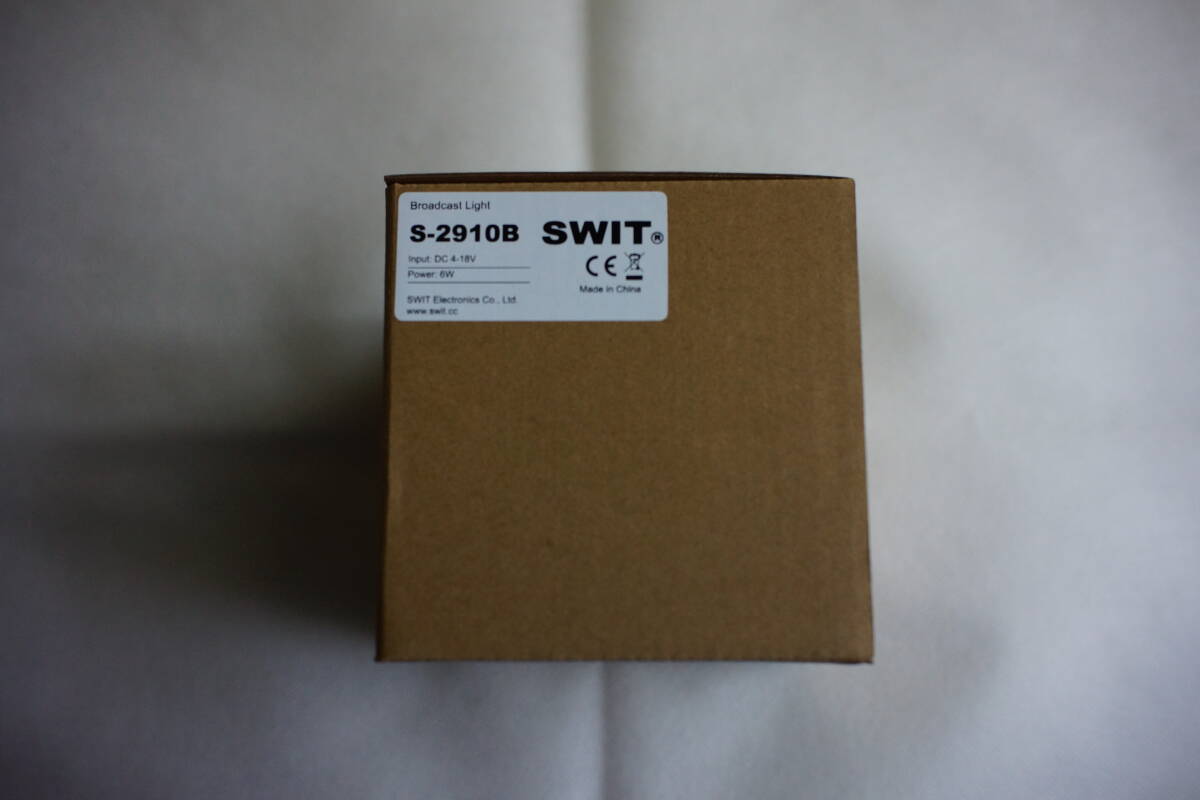 Broadcast Light
S-2910B SWIT®
Input: DC 4-18V
Power: 6W
CE
Made in China
SWIT Electronics Co., Ltd.
www.swit.cc